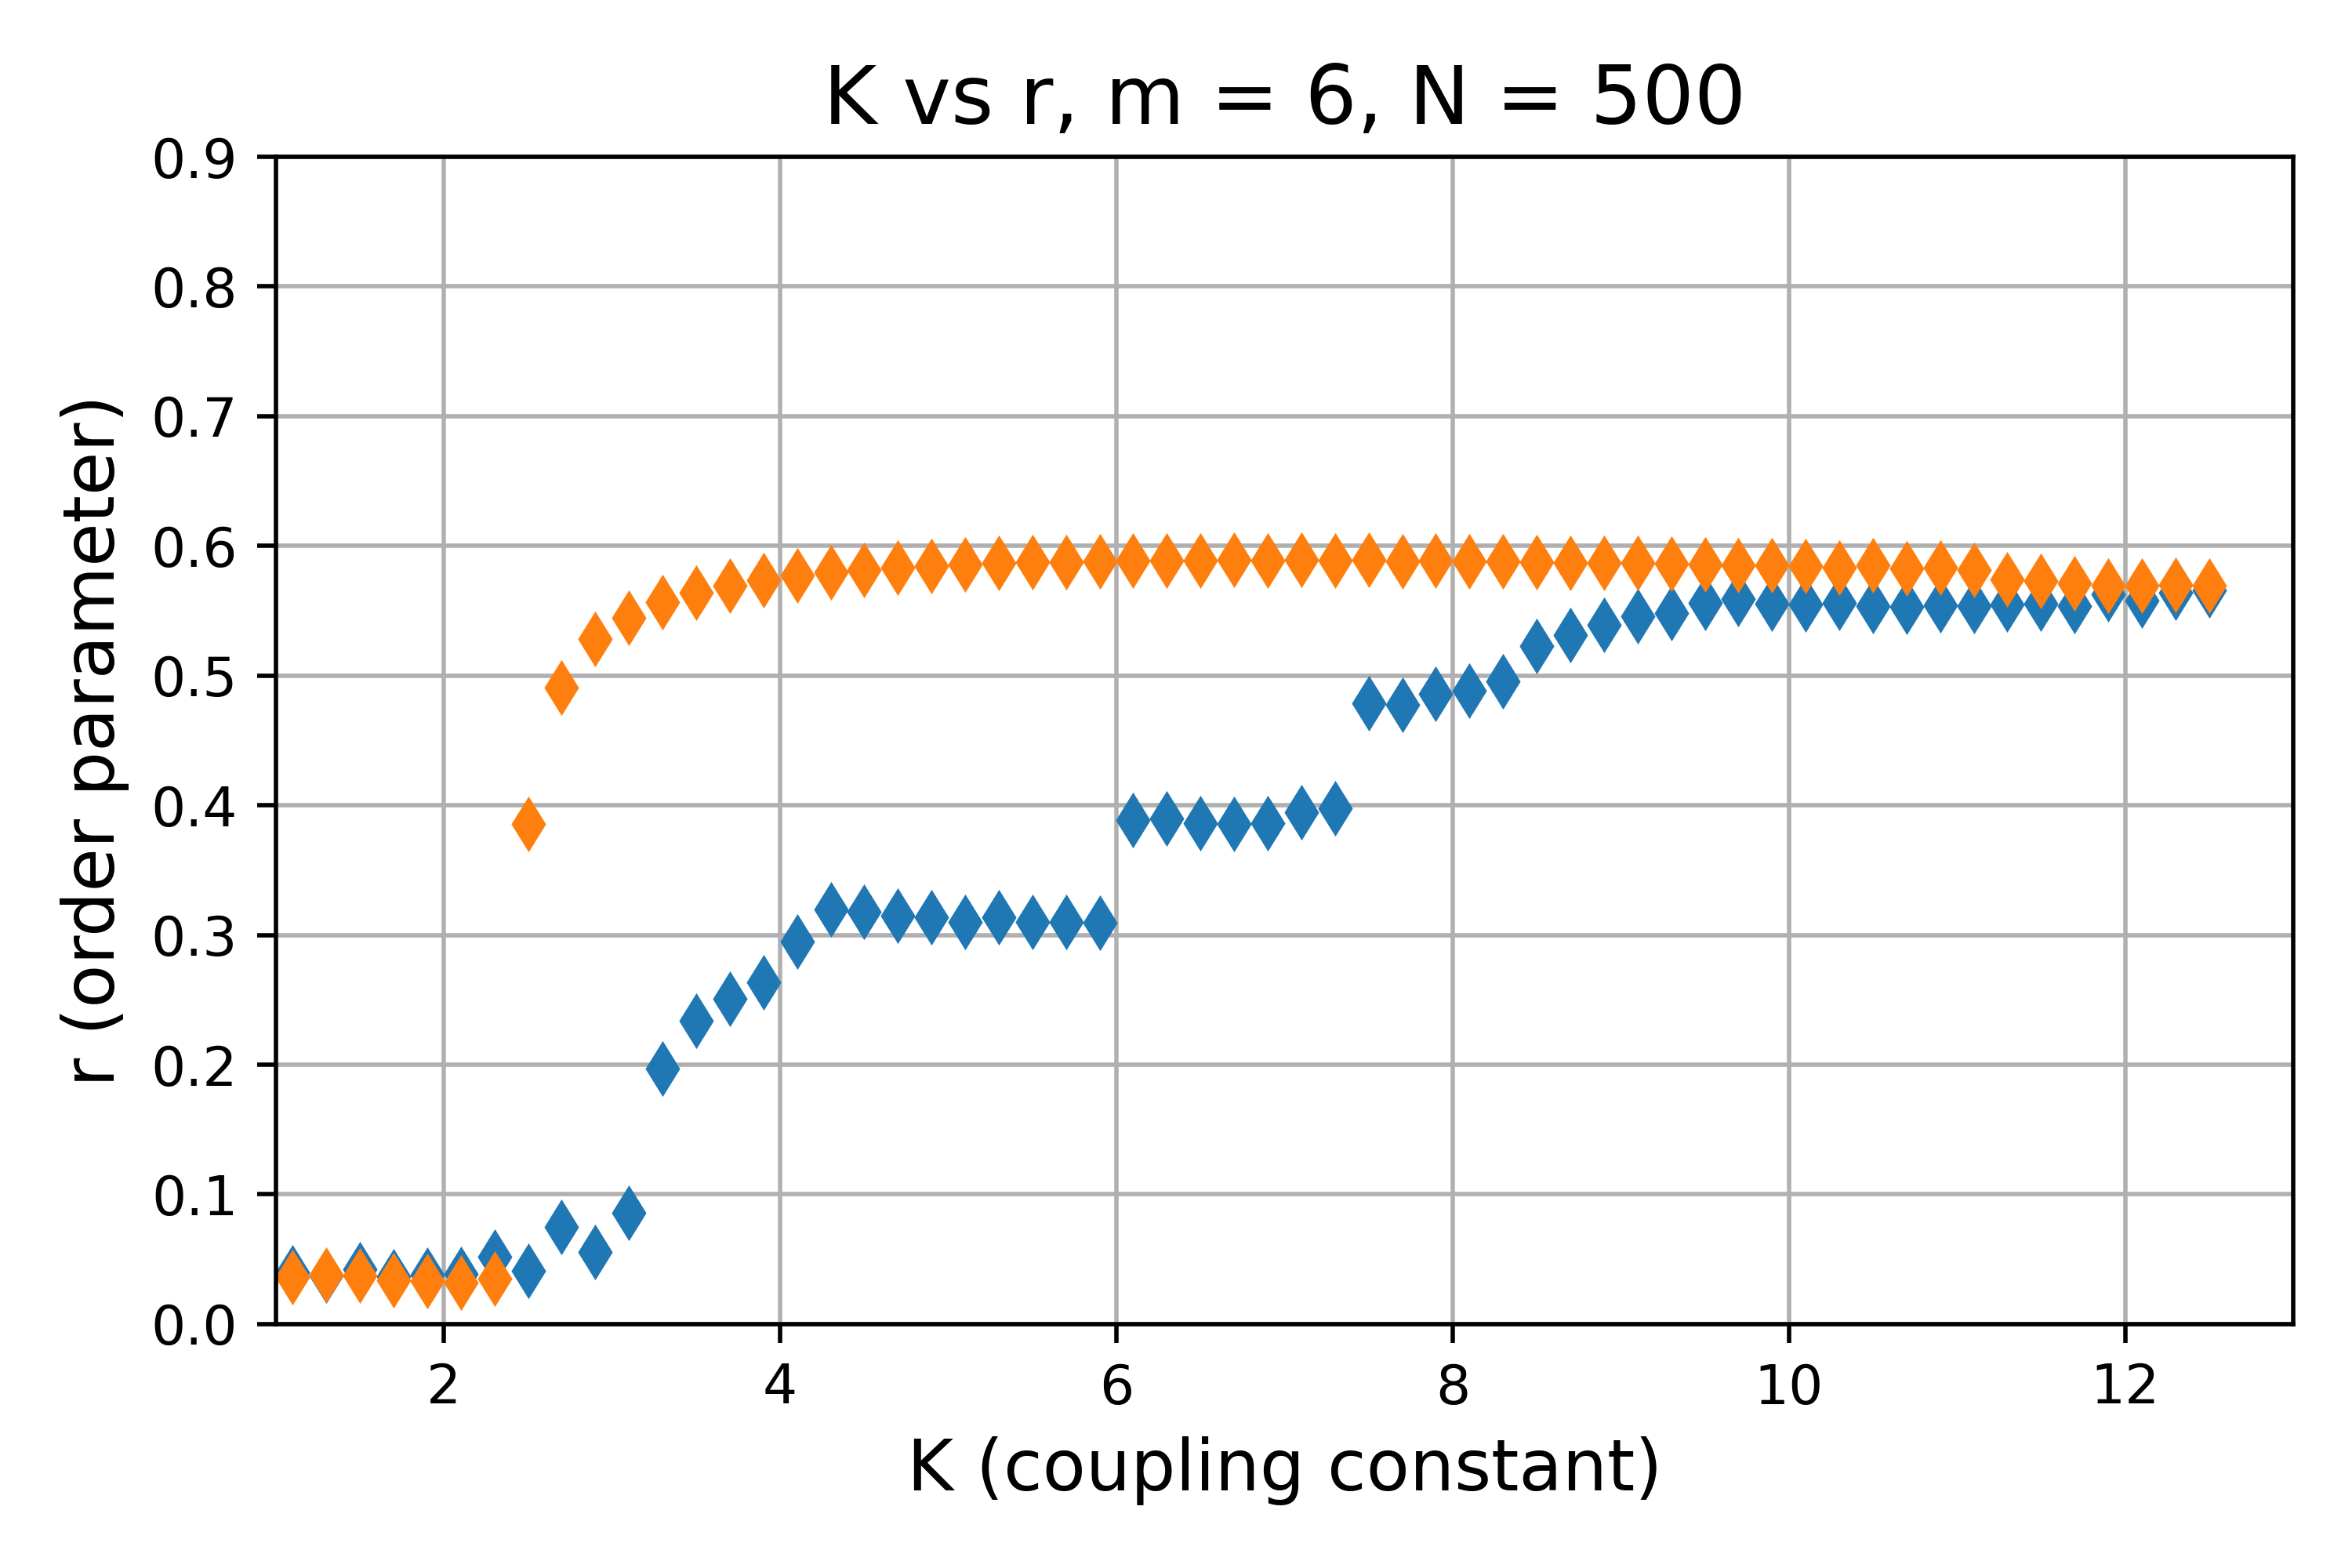 K vs r, m = 6, N = 500
r (order parameter)
0.9
0.8
0.7
0.6
0.5
0.4
0.3
0.2
0.1
0.0
2 4 6 8 10 12
K (coupling constant)